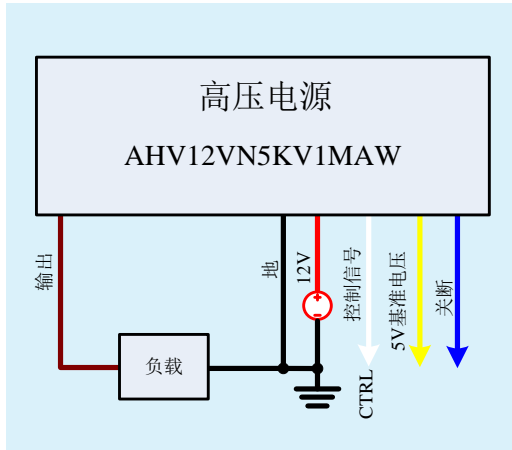 高压电源
AHV12VN5KV1MAW
输出
地
12V
控制信号
5V基准电压
关断
负载
CTRL